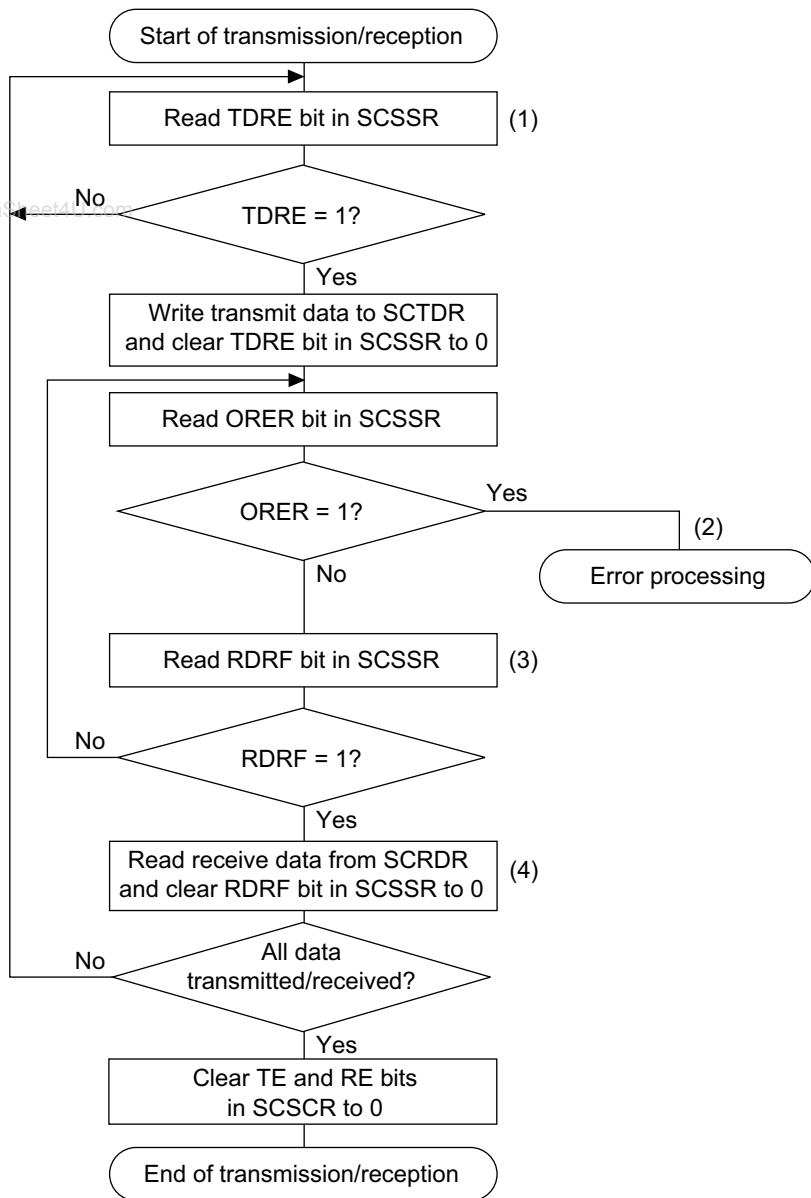 Start of transmission/reception
Read TDRE bit in SCSSR
(1)
No
TDRE = 1?
Yes
Write transmit data to SCTDR
and clear TDRE bit in SCSSR to 0
Read ORER bit in SCSSR
ORER = 1?
Yes
(2)
Error processing
No
Read RDRF bit in SCSSR
(3)
No
RDRF = 1?
Yes
Read receive data from SCRDR
and clear RDRF bit in SCSSR to 0
(4)
No
All data
transmitted/received?
Yes
Clear TE and RE bits
in SCSCR to 0
End of transmission/reception